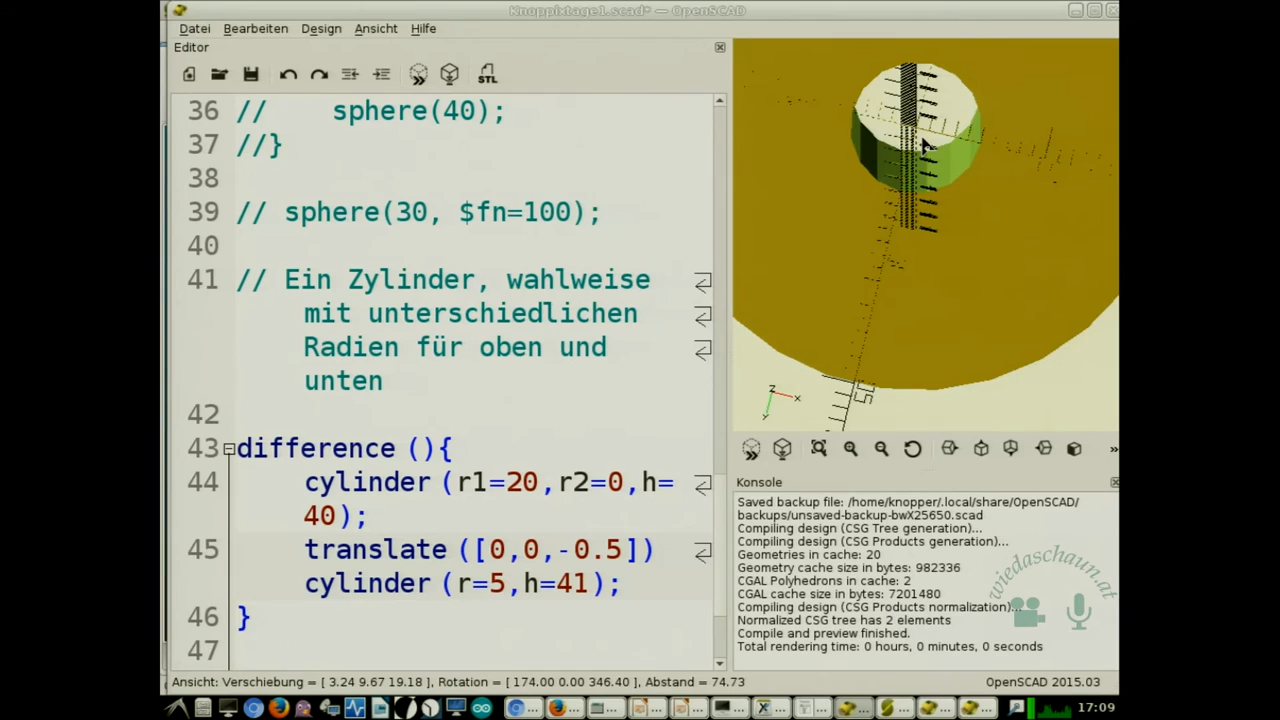 Knoppixtage1.scad* — OpenSCAD
Datei Bearbeiten Design Ansicht Hilfe
Editor
STL
36 // sphere(40);
37 //}
38
39 // sphere(30, $fn=100);
40
41 // Ein Zylinder, wahlweise
mit unterschiedlichen
Radien für oben und
unten
42
43 difference (){
44 cylinder (r1=20,r2=0,h=
40);
45 translate ([0,0,-0.5])
cylinder (r=5,h=41);
46 }
47
z
x
y
Konsole
Saved backup file: /home/knopper/.local/share/OpenSCAD/
backups/unsaved-backup-bwX25650.scad
Compiling design (CSG Tree generation)...
Compiling design (CSG Products generation)...
Geometries in cache: 20
Geometry cache size in bytes: 982336
CGAL Polyhedrons in cache: 2
CGAL cache size in bytes: 7201480
Compiling design (CSG Products normalization)...
Normalized CSG tree has 2 elements
Compile and preview finished.
Total rendering time: 0 hours, 0 minutes, 0 seconds
wiedaschaun.at
Ansicht: Verschiebung = [ 3.24 9.67 19.18 ], Rotation = [ 174.00 0.00 346.40 ], Abstand = 74.73
OpenSCAD 2015.03
17:09